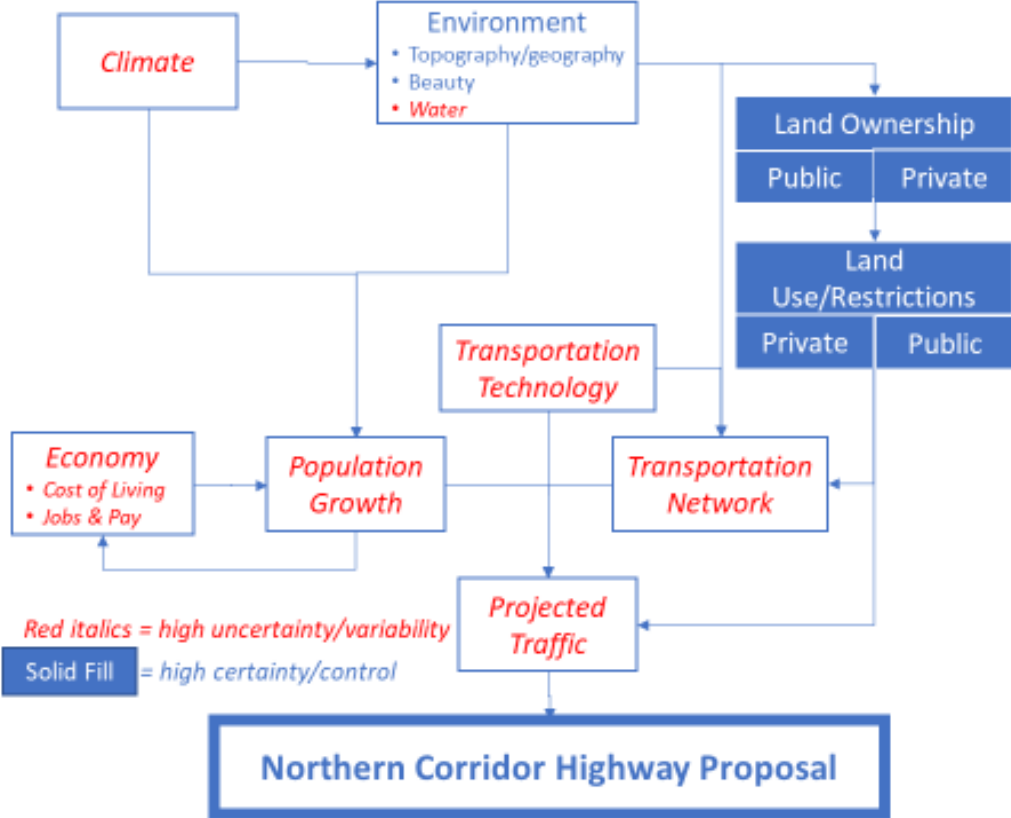 Climate
Environment
• Topography/geography
• Beauty
• Water
Land Ownership
Public
Private
Land
Use/Restrictions
Private
Public
Transportation
Technology
Economy
• Cost of Living
• Jobs & Pay
Population
Growth
Transportation
Network
Projected
Traffic
Red italics = high uncertainty/variability
Solid Fill = high certainty/control
Northern Corridor Highway Proposal